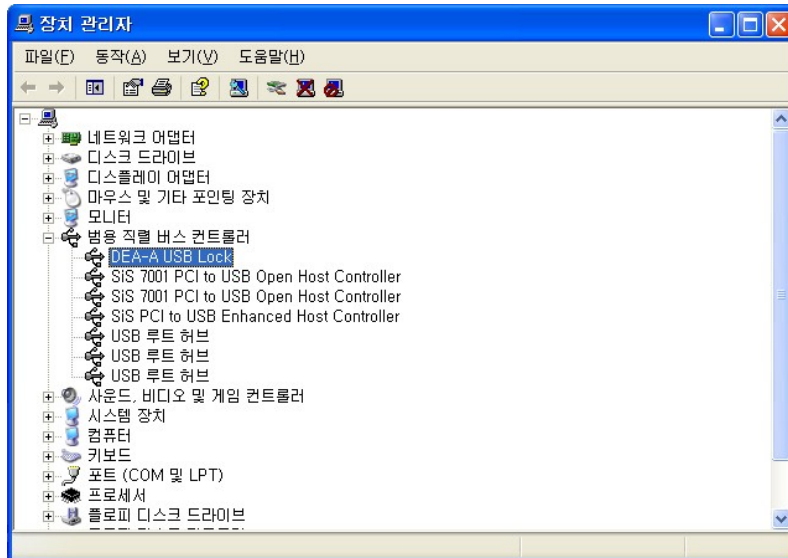 장치 관리자
파일(F) 동작(A) 보기(V) 도움말(H)
네트워크 어댑터
디스크 드라이브
디스플레이 어댑터
마우스 및 기타 포인팅 장치
모니터
범용 직렬 버스 컨트롤러
DEA-A USB Lock
SiS 7001 PCI to USB Open Host Controller
SiS 7001 PCI to USB Open Host Controller
SiS PCI to USB Enhanced Host Controller
USB 루트 허브
USB 루트 허브
USB 루트 허브
사운드, 비디오 및 게임 컨트롤러
시스템 장치
컴퓨터
키보드
포트 (COM 및 LPT)
프로세서
플로피 디스크 드라이브